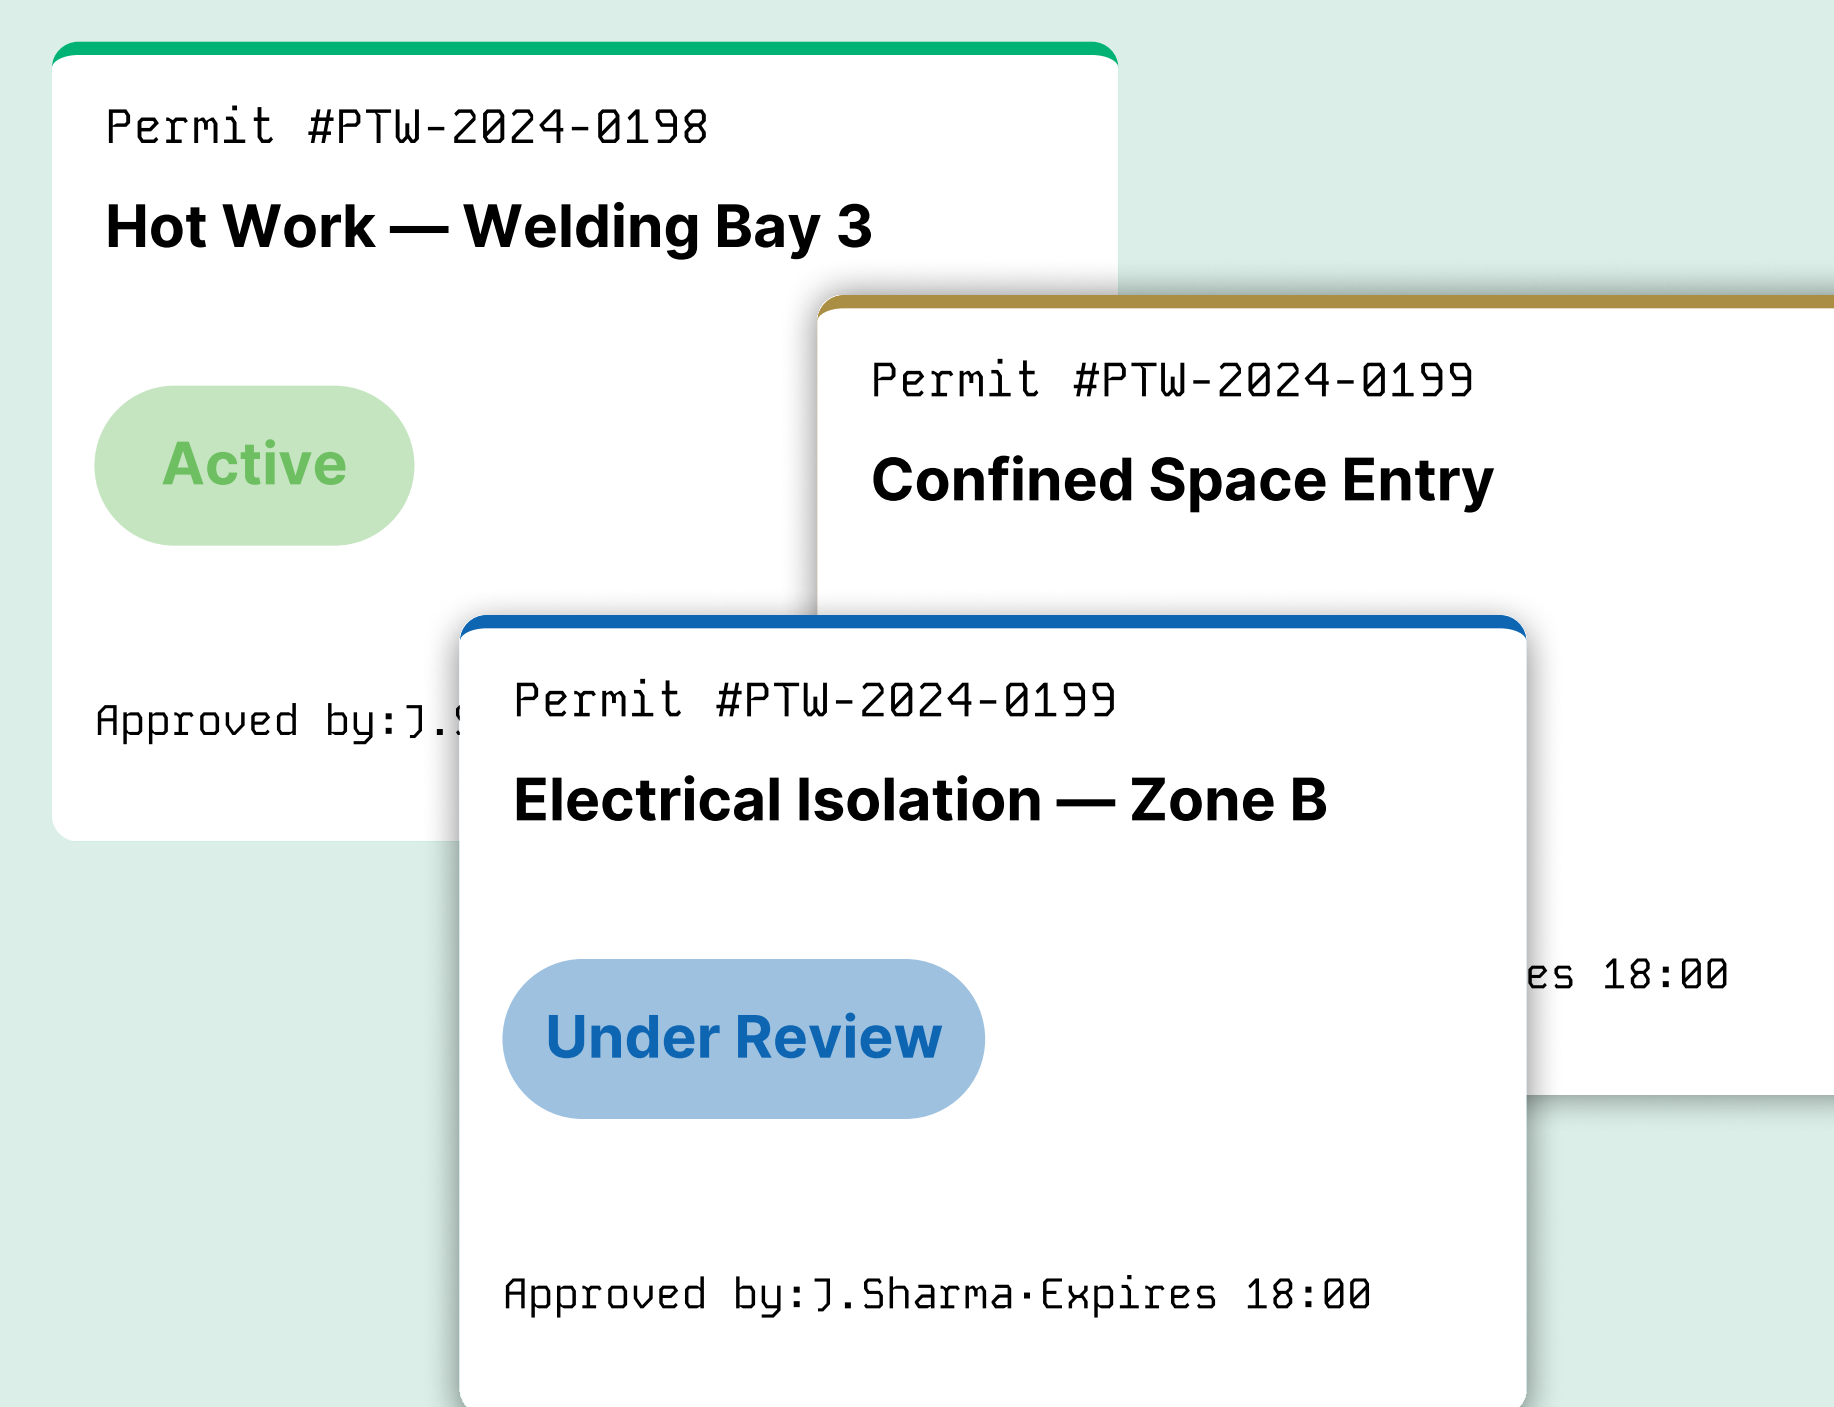 Permit #PTW-2024-0198
Hot Work — Welding Bay 3
Active
Approved by:J.
Permit #PTW-2024-0199
Confined Space Entry
18:00
Permit #PTW-2024-0199
Electrical Isolation — Zone B
Under Review
Approved by:J.Sharma·Expires 18:00